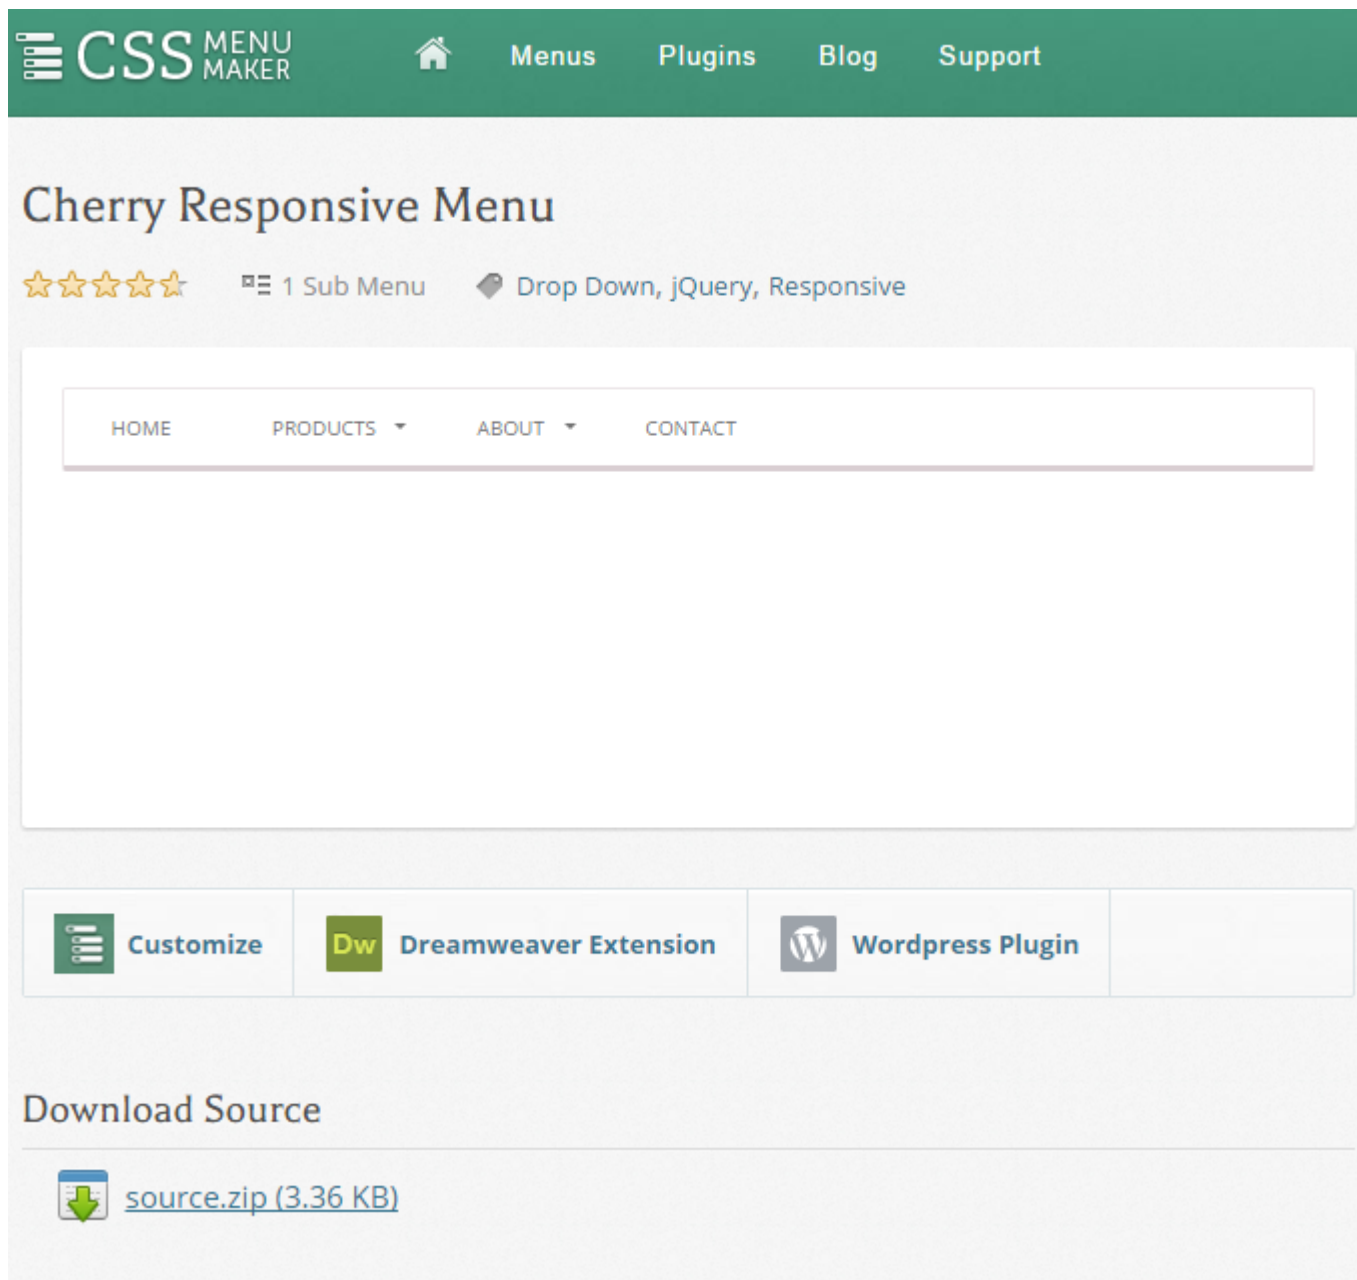 CSS MENU MAKER
Menus Plugins Blog Support
Cherry Responsive Menu
1 Sub Menu Drop Down, jQuery, Responsive
HOME PRODUCTS ABOUT CONTACT
Customize Dw Dreamweaver Extension Wordpress Plugin
Download Source
source.zip (3.36 KB)